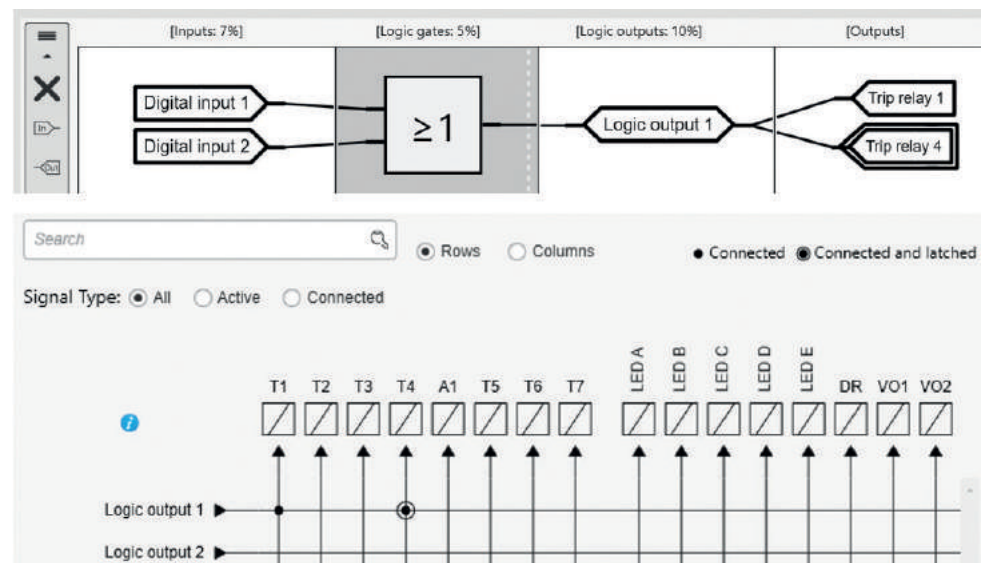 [Inputs: 7%] [Logic gates: 5%] [Logic outputs: 10%] [Outputs]
Digital input 1
Digital input 2
≥1
Logic output 1
Trip relay 1
Trip relay 4
In
Out
Search
Rows Columns Connected Connected and latched
Signal Type: All Active Connected
LED A LED B LED C LED D LED E
T1 T2 T3 T4 A1 T5 T6 T7 DR VO1 VO2
i
Logic output 1
Logic output 2